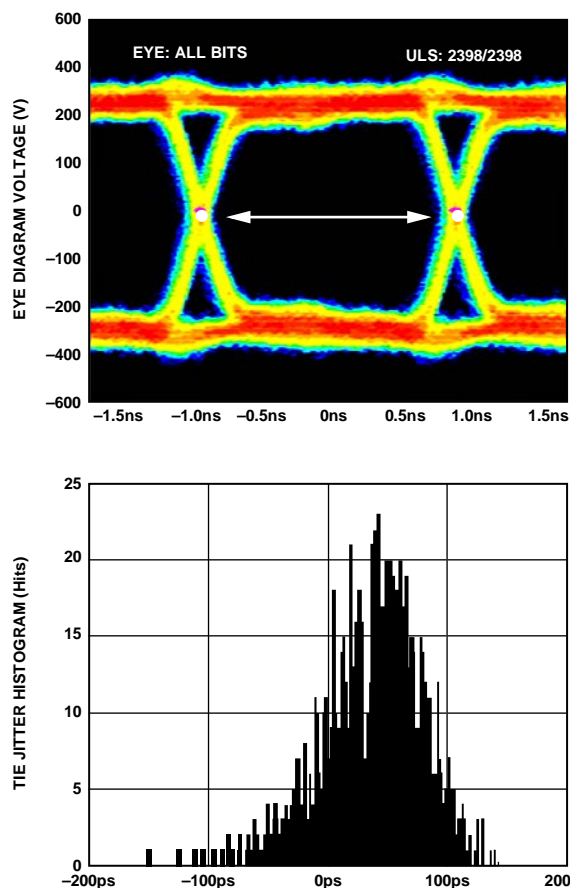 EYE DIAGRAM VOLTAGE (V)
600
400
200
100
0
–100
–200
–400
–600
EYE: ALL BITS
ULS: 2398/2398
–1.5ns –1.0ns –0.5ns 0ns 0.5ns 1.0ns 1.5ns
TIE JITTER HISTOGRAM (Hits)
25
20
15
10
5
0
–200ps –100ps 0ps 100ps 200